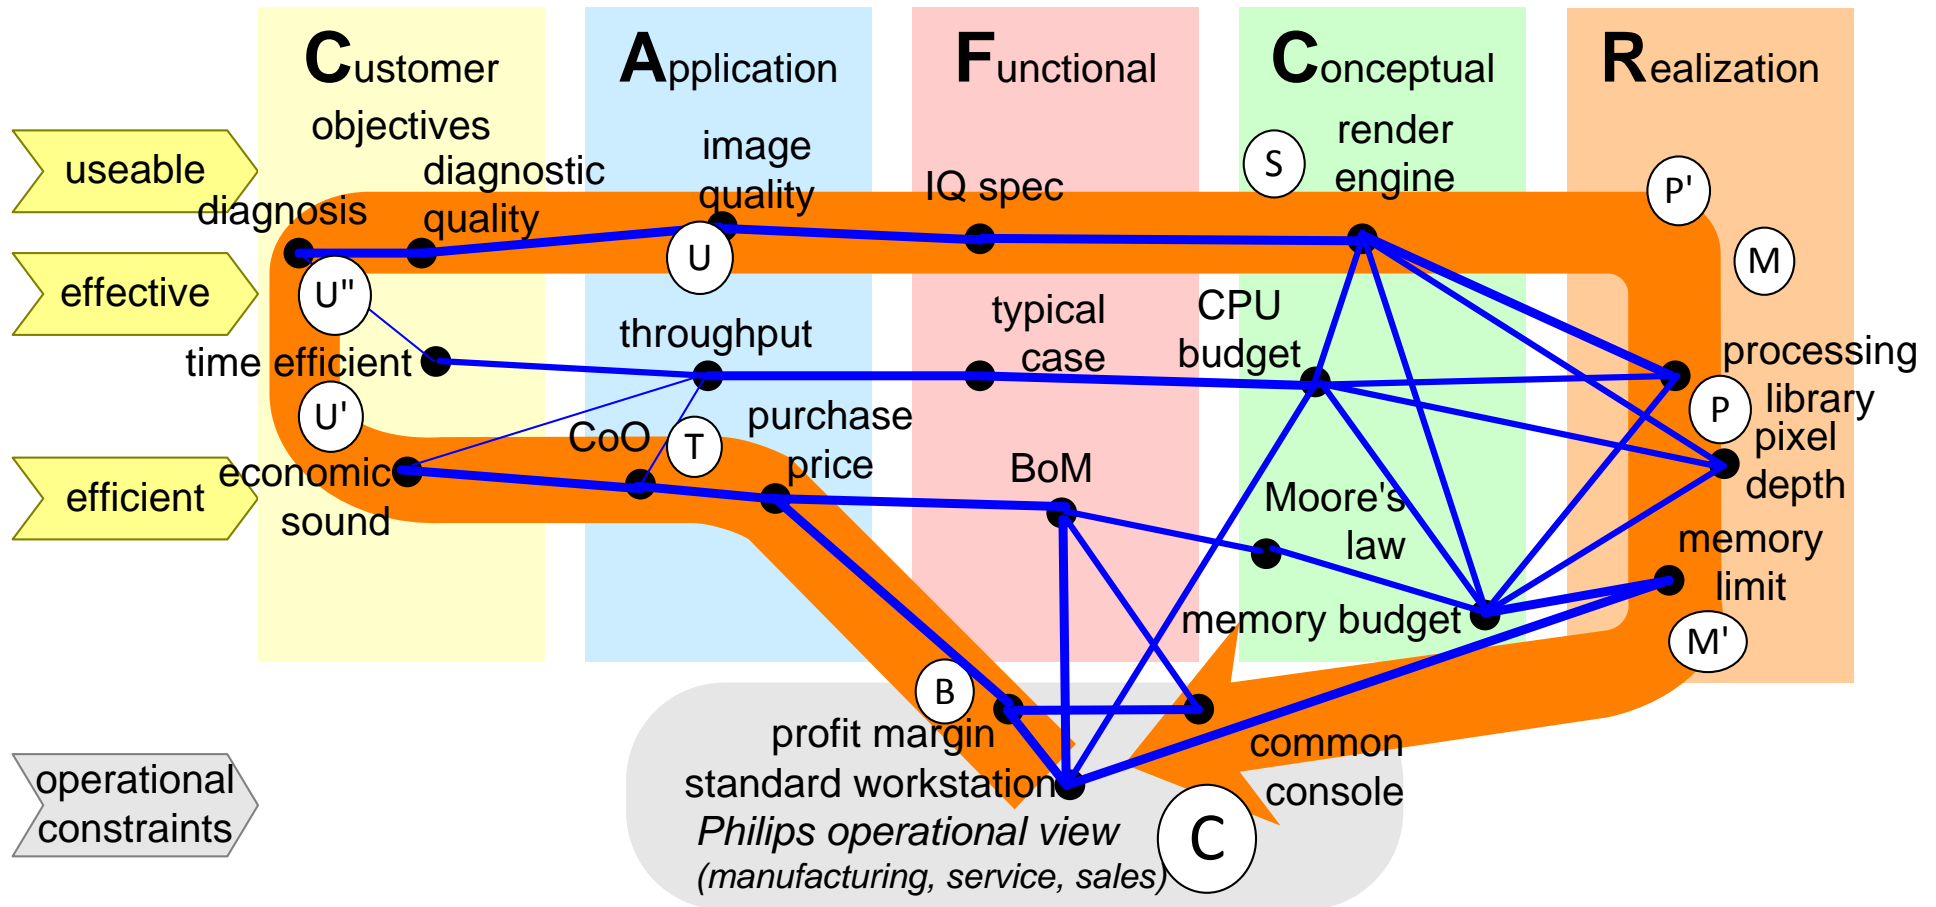 Customer
objectives
Application
Functional
Conceptual
Realization
useable
effective
efficient
operational
constraints
diagnosis
diagnostic
quality
image
quality
IQ spec
render
engine
S
P'
M
U
U"
time efficient
throughput
typical
case
CPU
budget
processing
library
P
pixel
depth
U'
economic
sound
CoO
T
purchase
price
BoM
Moore's
law
memory
limit
memory budget
M'
B
profit margin
standard workstation
common
console
C
Philips operational view
(manufacturing, service, sales)